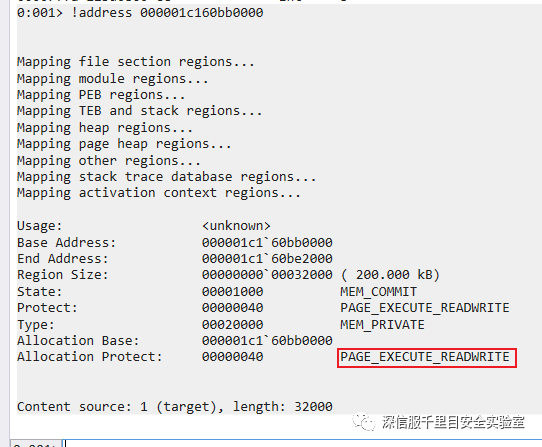 0:001> !address 000001c160bb0000
Mapping file section regions...
Mapping module regions...
Mapping PEB regions...
Mapping TEB and stack regions...
Mapping heap regions...
Mapping page heap regions...
Mapping other regions...
Mapping stack trace database regions...
Mapping activation context regions...
Usage: <unknown>
Base Address: 000001c1`60bb0000
End Address: 000001c1`60be2000
Region Size: 00000000`00032000 ( 200.000 kB)
State: 00001000 MEM_COMMIT
Protect: 00000040 PAGE_EXECUTE_READWRITE
Type: 00020000 MEM_PRIVATE
Allocation Base: 000001c1`60bb0000
Allocation Protect: 00000040 PAGE_EXECUTE_READWRITE
Content source: 1 (target), length: 32000
深信服千里目安全实验室
0:001>